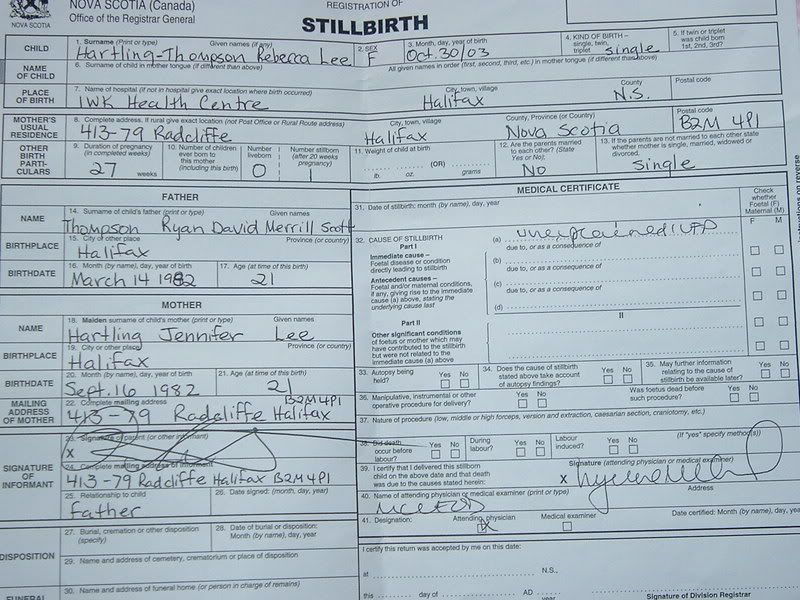 NOVA SCOTIA (Canada)
Office of the Registrar General
NOVA SCOTIA
REGISTRATION OF
STILLBIRTH
CHILD
1. Surname (Print or type) Given names (if any)
Hartling-Thompson Rebecca Lee
2. SEX
F
3. Month, day, year of birth
Oct. 30/03
4. KIND OF BIRTH – single, twin, triplet
single
5. If twin or triplet was child born 1st, 2nd, 3rd?
NAME OF CHILD
6. Surname of child in mother tongue (if different than above)
All given names in order (first, second, third, etc.) in mother tongue (if different than above)
PLACE OF BIRTH
7. Name of hospital (if not in hospital give exact location where birth occurred)
IWK Health Centre
City, town, village
Halifax
County
N.S.
Postal code
MOTHER'S USUAL RESIDENCE
8. Complete address. If rural give exact location (not Post Office or Rural Route address)
413-79 Radcliffe
City, town, village
Halifax
County, Province (or Country)
Nova Scotia
Postal code
B2M 4P1
OTHER BIRTH PARTI-CULARS
9. Duration of pregnancy (in completed weeks)
27 weeks
10. Number of children ever born to this mother (including this birth)
Number liveborn
0
Number stillborn (after 20 weeks pregnancy)
1
11. Weight of child at birth
lb. oz. (OR) grams
12. Are the parents married to each other? (State Yes or No);
No
13. If the parents are not married to each other state whether mother is single, married, widowed or divorced.
single
FATHER
NAME
14. Surname of child's father (print or type) Given names
Thompson Ryan David Merrill Scott
BIRTHPLACE
15. City or other place Province (or country)
Halifax
BIRTHDATE
16. Month (by name), day, year of birth
March 14 1982
17. Age (at time of this birth)
21
MOTHER
NAME
18. Maiden surname of child's mother (print or type) Given names
Hartling Jennifer Lee
BIRTHPLACE
19. City or other place Province (or country)
Halifax
BIRTHDATE
20. Month (by name), day, year of birth
Sept. 16 1982
21. Age (at time of this birth)
21
MAILING ADDRESS OF MOTHER
22. Complete mailing address
B2M4P1
413-79 Radcliffe Halifax
SIGNATURE OF INFORMANT
23. Signature of parent (or other informant)
X
24. Complete mailing address of informant
413-79 Radcliffe Halifax B2M4P1
25. Relationship to child
Father
26. Date signed: (month, day, year)
DISPOSITION
27. Burial, cremation or other disposition (specify)
28. Date of burial or disposition: Month (by name), day, year
29. Name and address of cemetery, crematorium or place of disposition
FUNERAL
30. Name and address of funeral home (or person in charge of remains)
MEDICAL CERTIFICATE
31. Date of stillbirth: month (by name), day, year
Check whether Foetal (F) Maternal (M)
F M
32. CAUSE OF STILLBIRTH
Part I
Immediate cause –
Foetal disease or condition directly leading to stillbirth
Antecedent causes –
Foetal and/or maternal conditions, if any, giving rise to the immediate cause (a) above, stating the underlying cause last
(a) unexplained IUFD
due to, or as a consequence of
(b)
due to, or as a consequence of
(c)
due to, or as a consequence of
(d)
Part II
Other significant conditions of foetus or mother which may have contributed to the stillbirth but were not related to the immediate cause (a) above
II
33. Autopsy being held?
Yes No
34. Does the cause of stillbirth stated above take account of autopsy findings?
Yes No
35. May further information relating to the cause of stillbirth be available later?
Yes No
36. Manipulative, instrumental or other operative procedure for delivery?
Yes No
Was foetus dead before such procedure?
Yes No
37. Nature of procedure (low, middle or high forceps, version and extraction, caesarian section, craniotomy, etc.)
38. Did death occur before labour?
Yes No
During labour?
Yes No
Labour induced?
Yes No
(If "yes" specify method(s))
39. I certify that I delivered this stillborn child on the above date and that death was due to the causes stated herein:
X
Signature (attending physician or medical examiner)
40. Name of attending physician or medical examiner (print or type)
Address
41. Designation:
Attending physician
Medical examiner
Date certified: Month (by name), day, year
I certify this return was accepted by me on this date:
at N.S.,
this day of AD
Signature of Division Registrar
instructions on reverse